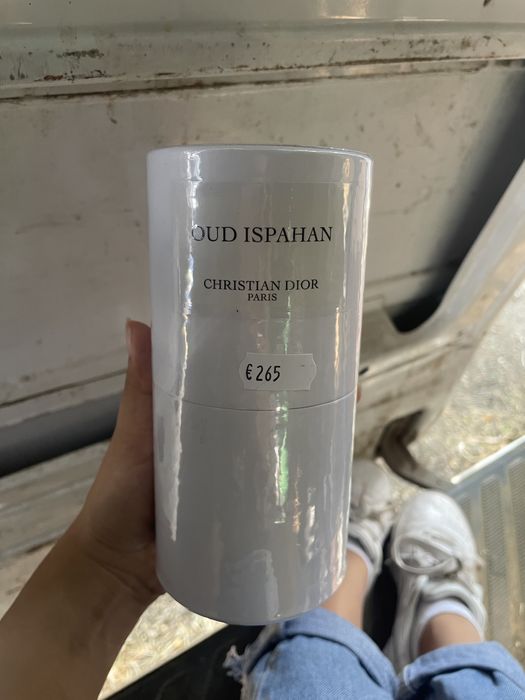 OUD ISPAHAN
CHRISTIAN DIOR
PARIS
€ 265